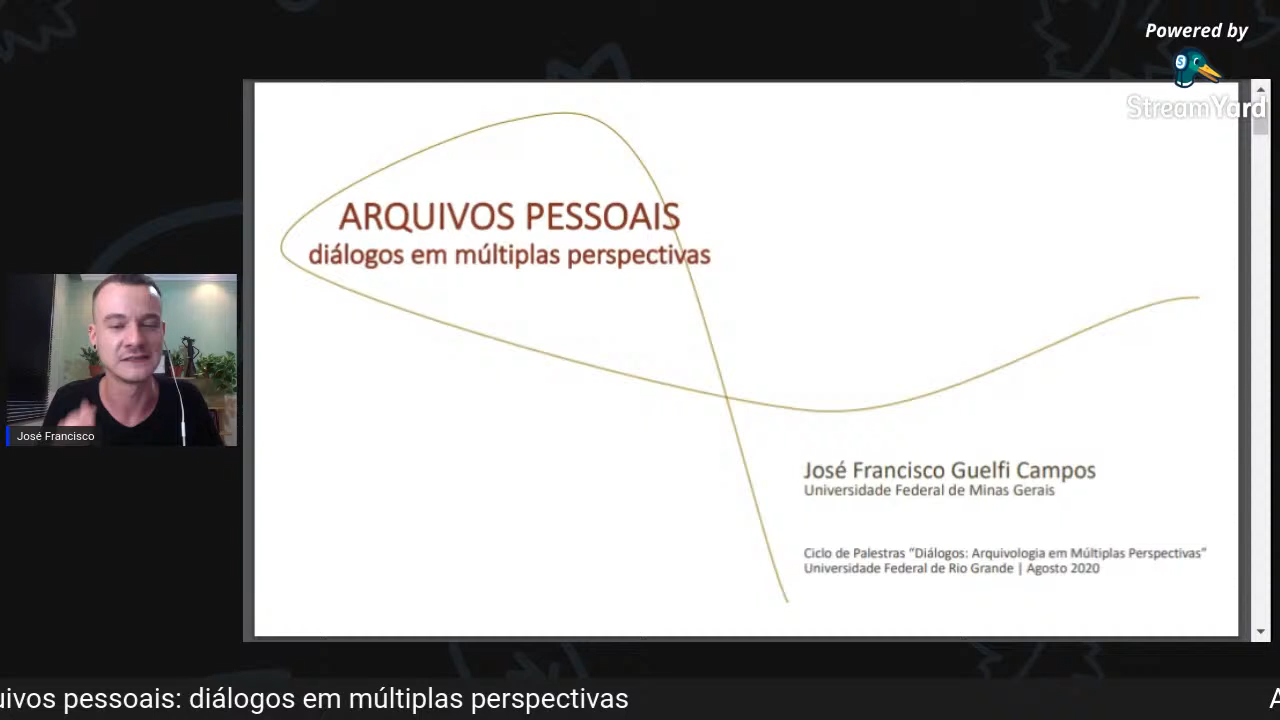 Powered by
StreamYard
ARQUIVOS PESSOAIS
diálogos em múltiplas perspectivas
José Francisco
José Francisco Guelfi Campos
Universidade Federal de Minas Gerais
Ciclo de Palestras “Diálogos: Arquivologia em Múltiplas Perspectivas”
Universidade Federal de Rio Grande | Agosto 2020
uivos pessoais: diálogos em múltiplas perspectivas
A